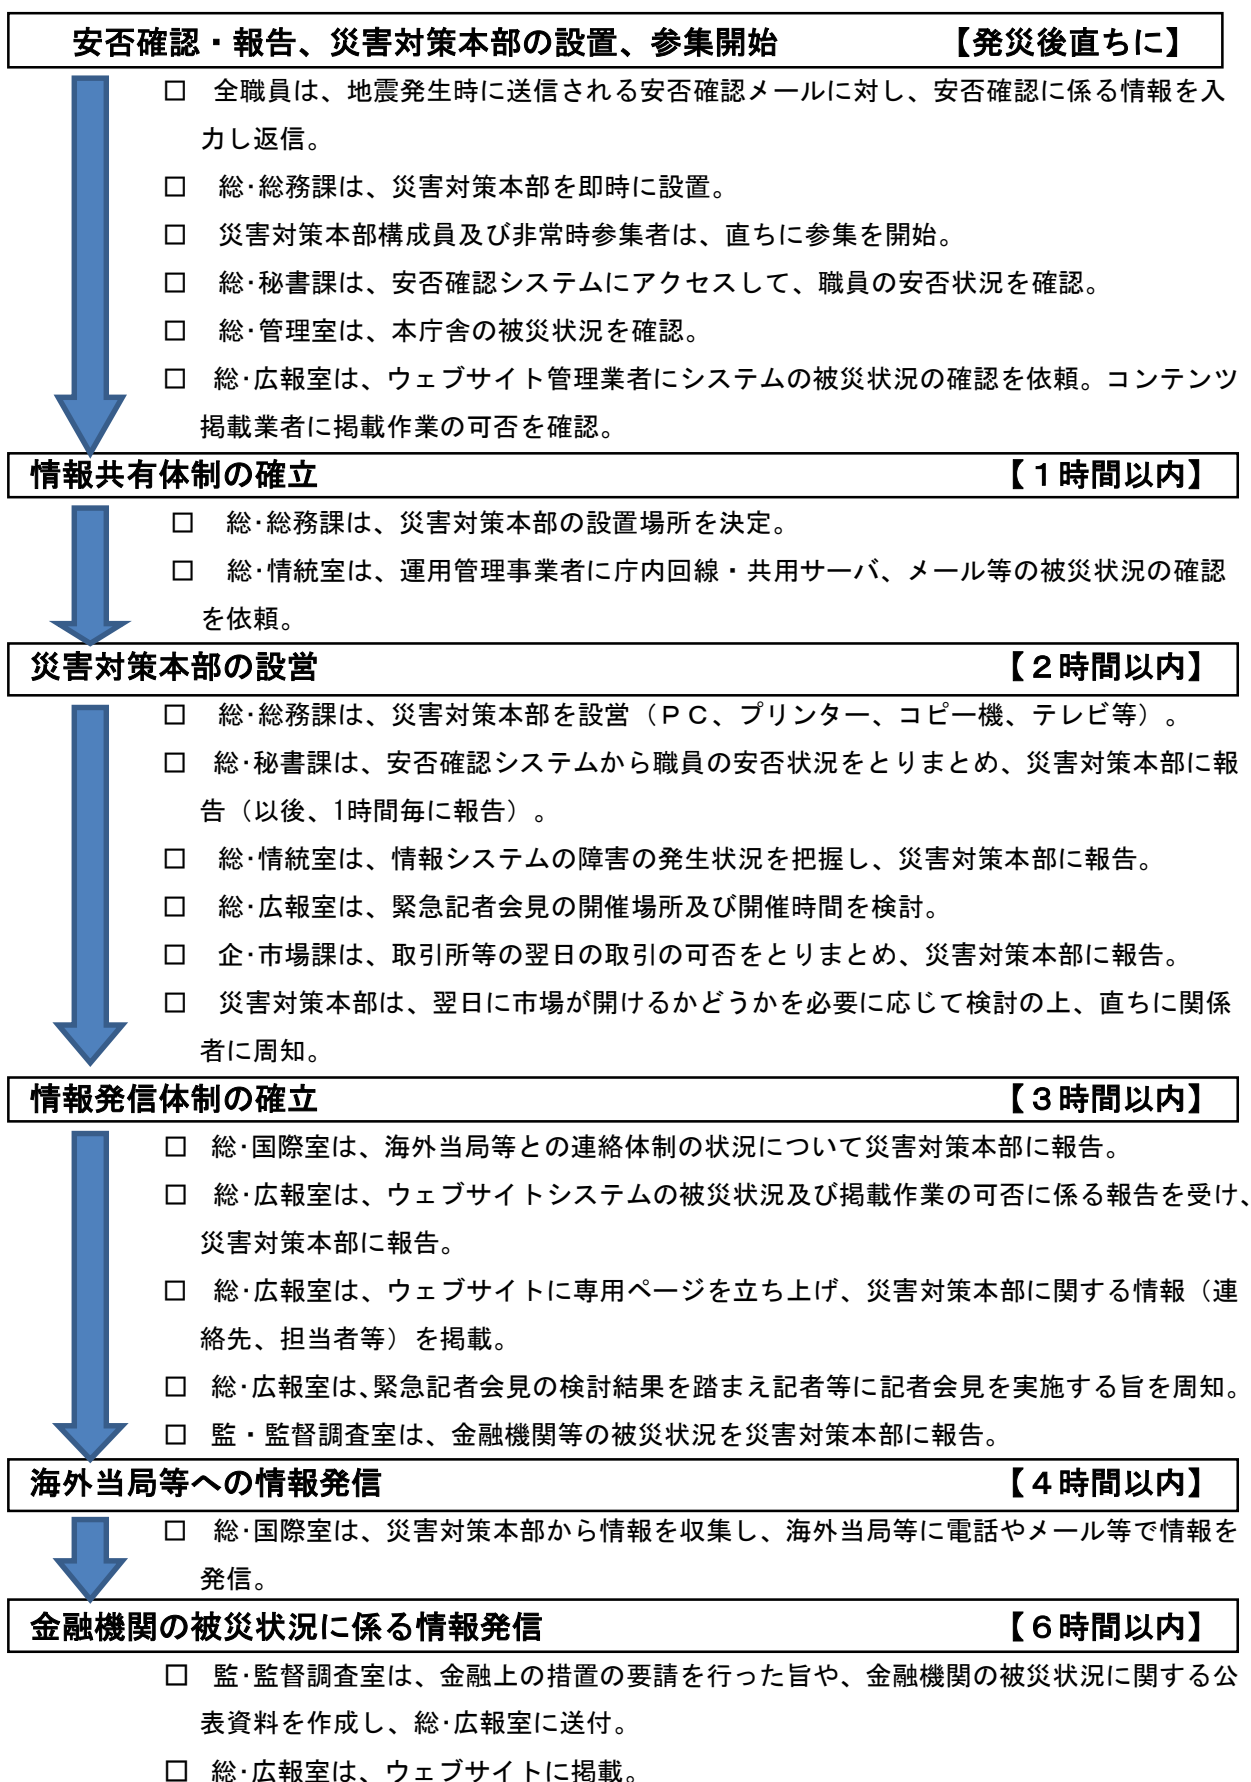 安否確認・報告、災害対策本部の設置、参集開始　【発災後直ちに】
□　全職員は、地震発生時に送信される安否確認メールに対し、安否確認に係る情報を入
力し返信。
□　総･総務課は、災害対策本部を即時に設置。
□　災害対策本部構成員及び非常時参集者は、直ちに参集を開始。
□　総･秘書課は、安否確認システムにアクセスして、職員の安否状況を確認。
□　総･管理室は、本庁舎の被災状況を確認。
□　総･広報室は、ウェブサイト管理業者にシステムの被災状況の確認を依頼。コンテンツ
掲載業者に掲載作業の可否を確認。
情報共有体制の確立　【１時間以内】
□　総･総務課は、災害対策本部の設置場所を決定。
□　総･情統室は、運用管理事業者に庁内回線・共用サーバ、メール等の被災状況の確認
を依頼。
災害対策本部の設営　【２時間以内】
□　総･総務課は、災害対策本部を設営（ＰＣ、プリンター、コピー機、テレビ等）。
□　総･秘書課は、安否確認システムから職員の安否状況をとりまとめ、災害対策本部に報
告（以後、1時間毎に報告）。
□　総･情統室は、情報システムの障害の発生状況を把握し、災害対策本部に報告。
□　総･広報室は、緊急記者会見の開催場所及び開催時間を検討。
□　企･市場課は、取引所等の翌日の取引の可否をとりまとめ、災害対策本部に報告。
□　災害対策本部は、翌日に市場が開けるかどうかを必要に応じて検討の上、直ちに関係
者に周知。
情報発信体制の確立　【３時間以内】
□　総･国際室は、海外当局等との連絡体制の状況について災害対策本部に報告。
□　総･広報室は、ウェブサイトシステムの被災状況及び掲載作業の可否に係る報告を受け、
災害対策本部に報告。
□　総･広報室は、ウェブサイトに専用ページを立ち上げ、災害対策本部に関する情報（連
絡先、担当者等）を掲載。
□　総･広報室は、緊急記者会見の検討結果を踏まえ記者等に記者会見を実施する旨を周知。
□　監・監督調査室は、金融機関等の被災状況を災害対策本部に報告。
海外当局等への情報発信　【４時間以内】
□　総･国際室は、災害対策本部から情報を収集し、海外当局等に電話やメール等で情報を
発信。
金融機関の被災状況に係る情報発信　【６時間以内】
□　監･監督調査室は、金融上の措置の要請を行った旨や、金融機関の被災状況に関する公
表資料を作成し、総･広報室に送付。
□　総･広報室は、ウェブサイトに掲載。